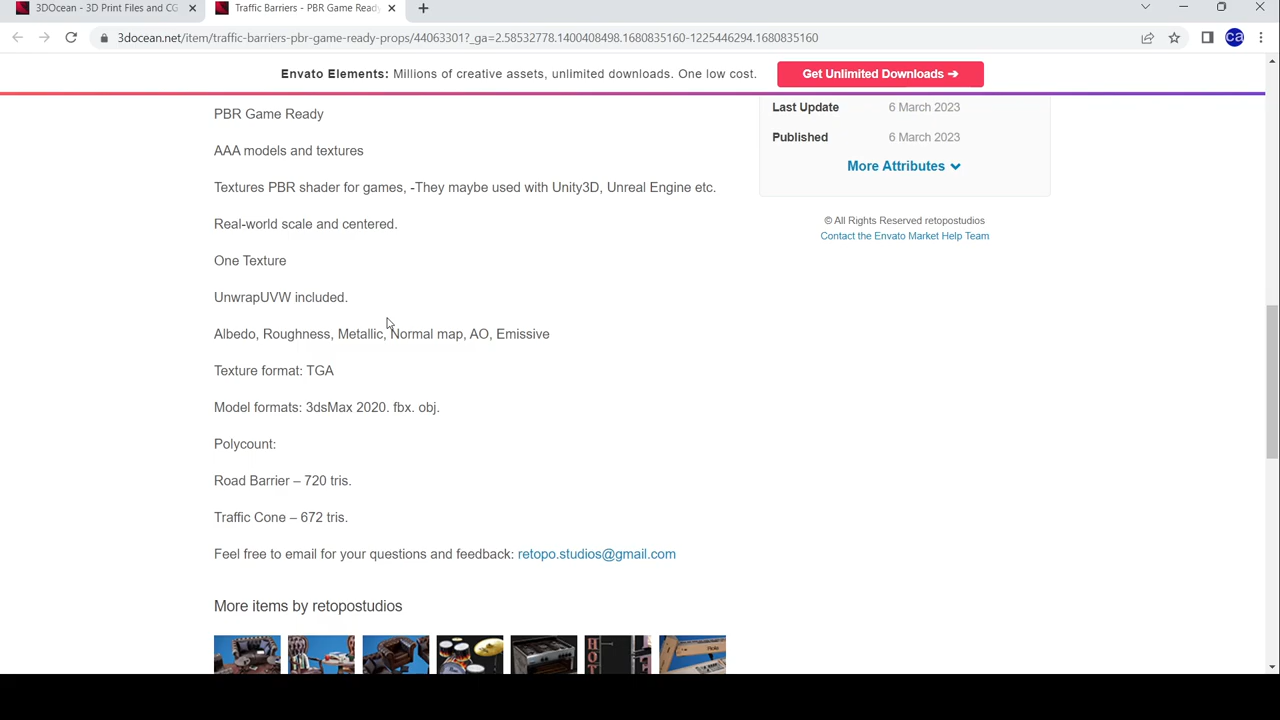 3DOcean - 3D Print Files and CG
Traffic Barriers - PBR Game Ready
3docean.net/item/traffic-barriers-pbr-game-ready-props/44063301?_ga=2.58532778.1400408498.1680835160-1225446294.1680835160
ca
Envato Elements: Millions of creative assets, unlimited downloads. One low cost.
Get Unlimited Downloads →
PBR Game Ready
AAA models and textures
Textures PBR shader for games, -They maybe used with Unity3D, Unreal Engine etc.
Real-world scale and centered.
One Texture
UnwrapUVW included.
Albedo, Roughness, Metallic, Normal map, AO, Emissive
Texture format: TGA
Model formats: 3dsMax 2020. fbx. obj.
Polycount:
Road Barrier – 720 tris.
Traffic Cone – 672 tris.
Feel free to email for your questions and feedback: retopo.studios@gmail.com
More items by retopostudios
HOT
Last Update 6 March 2023
Published 6 March 2023
More Attributes
© All Rights Reserved retopostudios
Contact the Envato Market Help Team